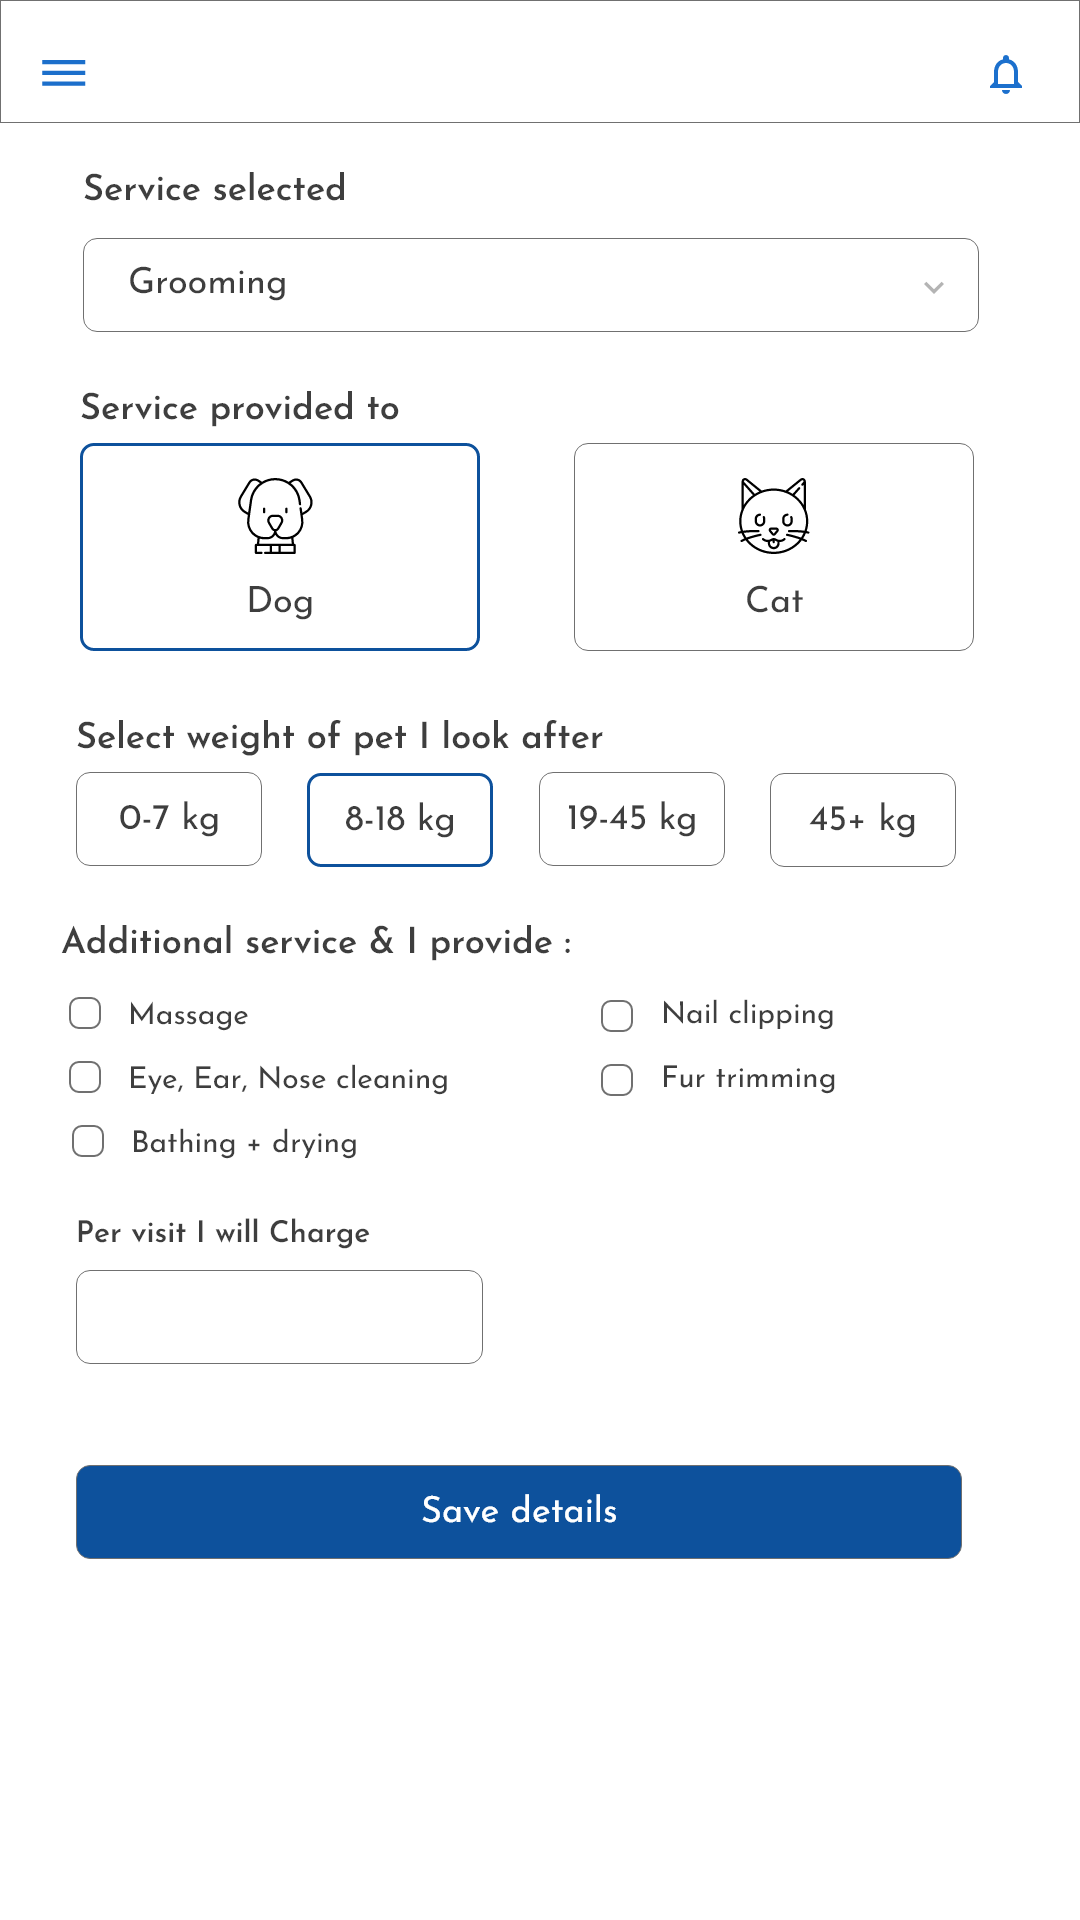 Service selected
Grooming
Service provided to
Dog
Cat
Select weight of pet I look after
0-7 kg
8-18 kg
19-45 kg
45+ kg
Additional service & I provide :
Massage
Nail clipping
Eye, Ear, Nose cleaning
Fur trimming
Bathing + drying
Per visit I will Charge
Save details